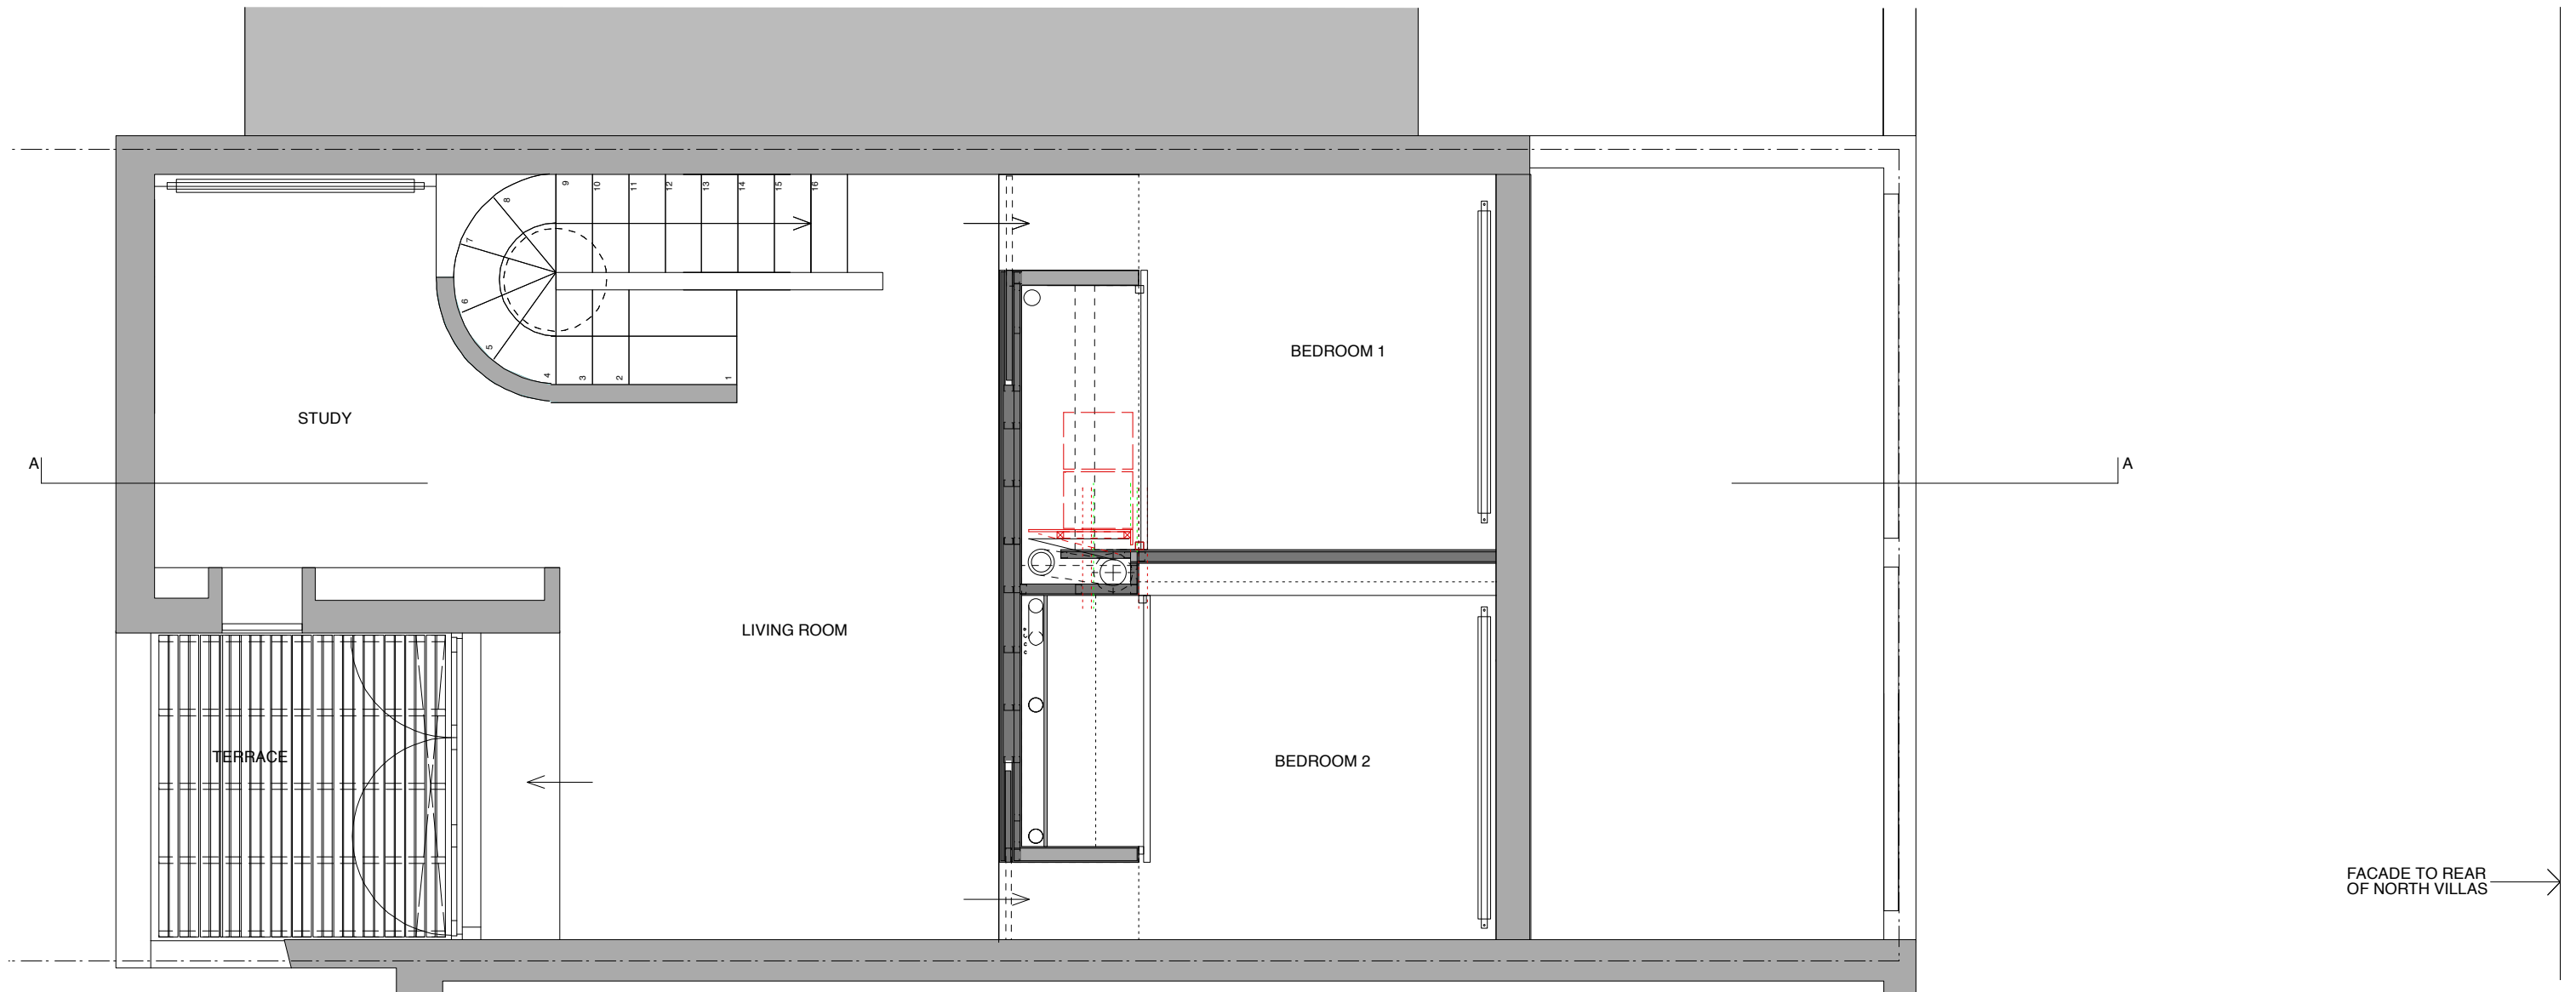 9 10 11 12 13 14 15 16
8
7
6
5
4 3 2 1
BEDROOM 1
STUDY
A
A
LIVING ROOM
TERRACE
BEDROOM 2
FACADE TO REAR
OF NORTH VILLAS